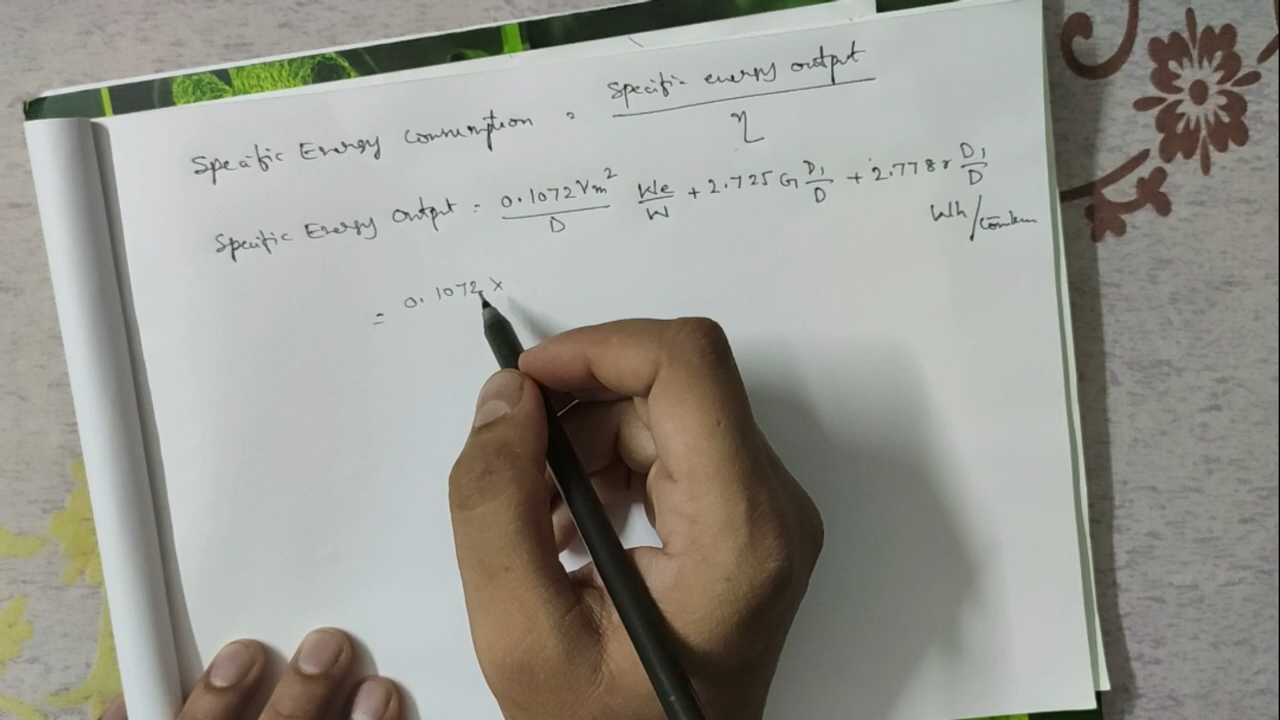 Specific Energy Consumption = Specific energy output / η
Specific Energy Output = 0.1072 Vm² / D We/W + 2.725 G D₁/D + 2.778 r D₁/D
Wh/
= 0.1072 ×